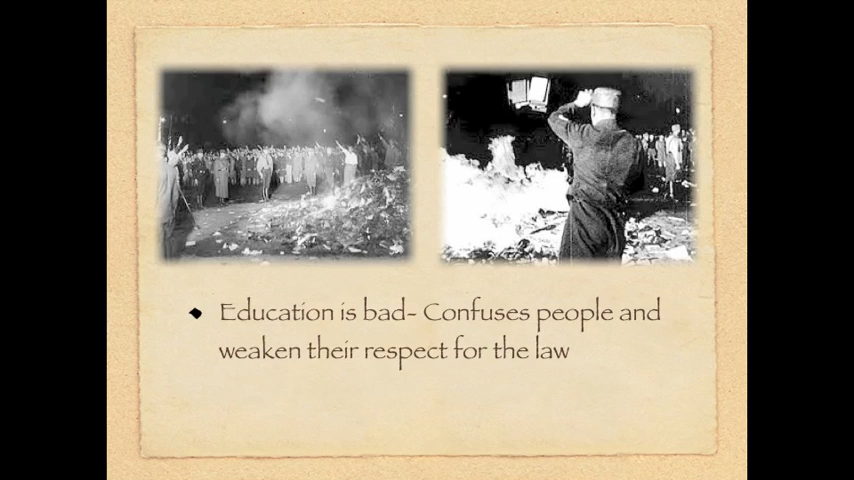 Education is bad- Confuses people and
weaken their respect for the law